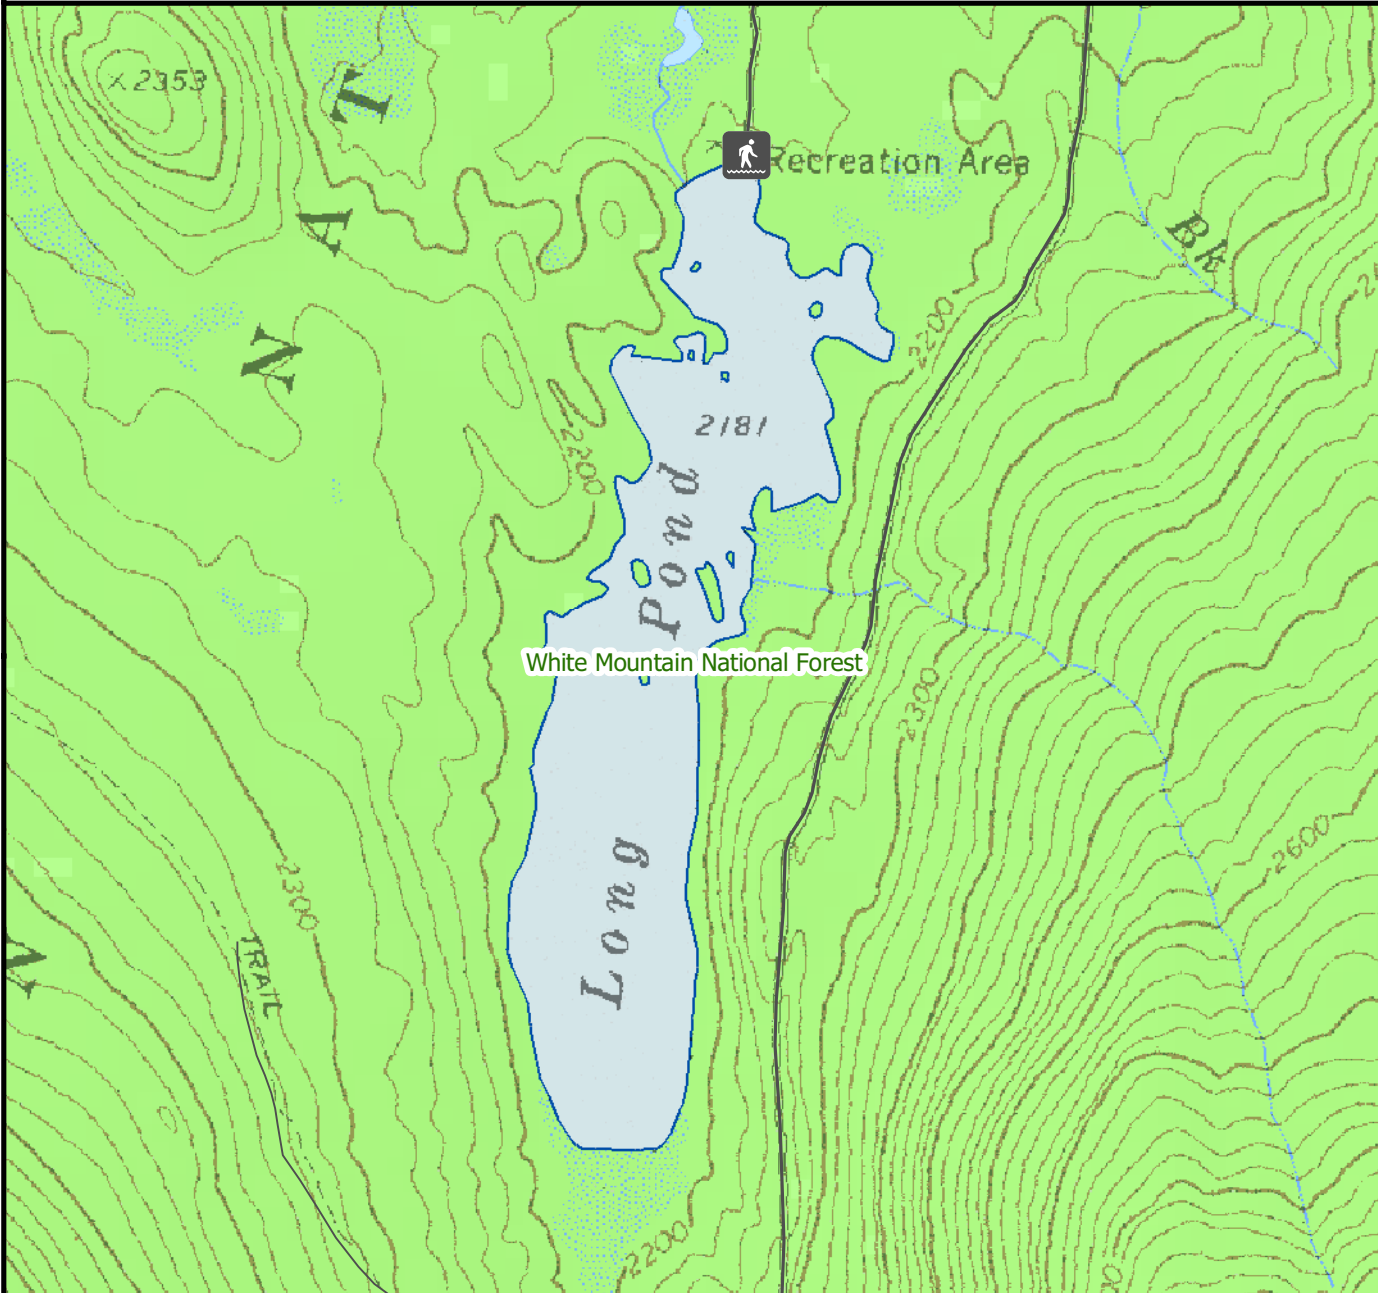 ×2353
T
A
N
Recreation Area
Bk
2200
2181
2200
Long Pond
White Mountain National Forest
2300
2300
2600
TRAIL
N
2200